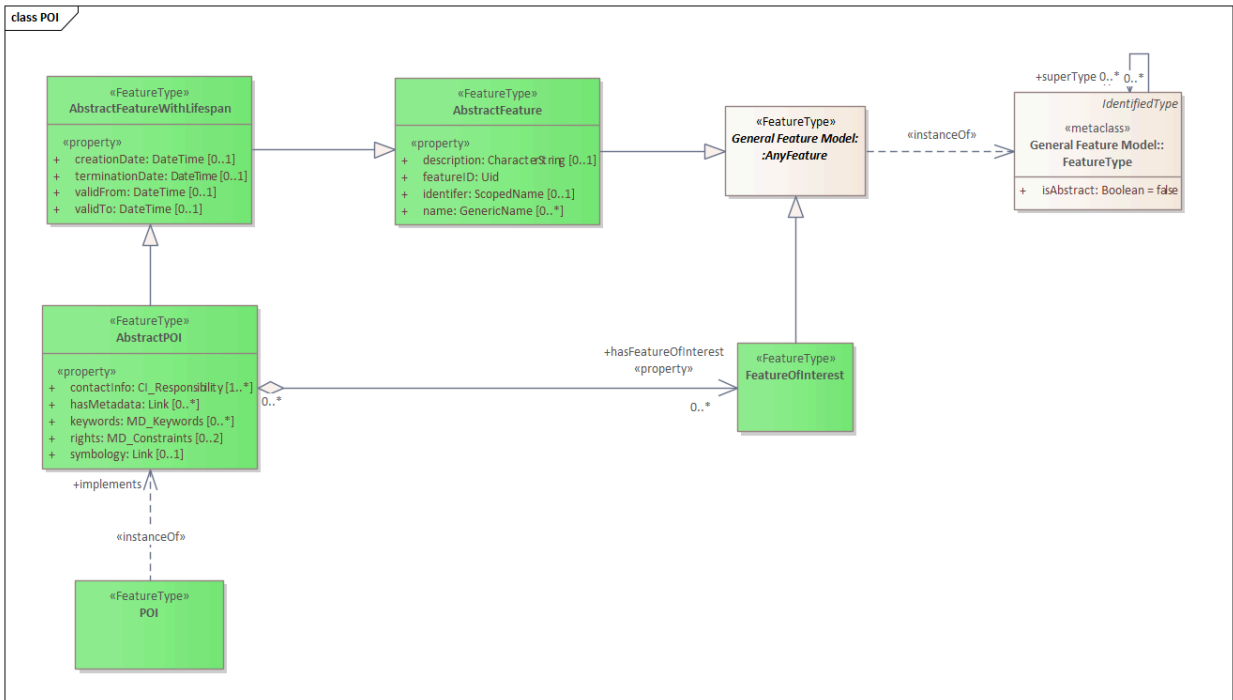 class POI
«FeatureType»
AbstractFeatureWithLifespan
«property»
+ creationDate: DateTime [0..1]
+ terminationDate: DateTime [0..1]
+ validFrom: DateTime [0..1]
+ validTo: DateTime [0..1]
«FeatureType»
AbstractFeature
«property»
+ description: CharacterString [0..1]
+ featureID: Uid
+ identifer: ScopedName [0..1]
+ name: GenericName [0..*]
«FeatureType»
General Feature Model:
:AnyFeature
«instanceOf»
+superType 0..* 0..*
IdentifiedType
«metaclass»
General Feature Model::
FeatureType
+ isAbstract: Boolean = false
«FeatureType»
AbstractPOI
«property»
+ contactInfo: CI_Responsibility [1..*]
+ hasMetadata: Link [0..*]
+ keywords: MD_Keywords [0..*]
+ rights: MD_Constraints [0..2]
+ symbology: Link [0..1]
0..*
+hasFeatureOfInterest
«property»
0..*
«FeatureType»
FeatureOfInterest
+implements
«instanceOf»
«FeatureType»
POI